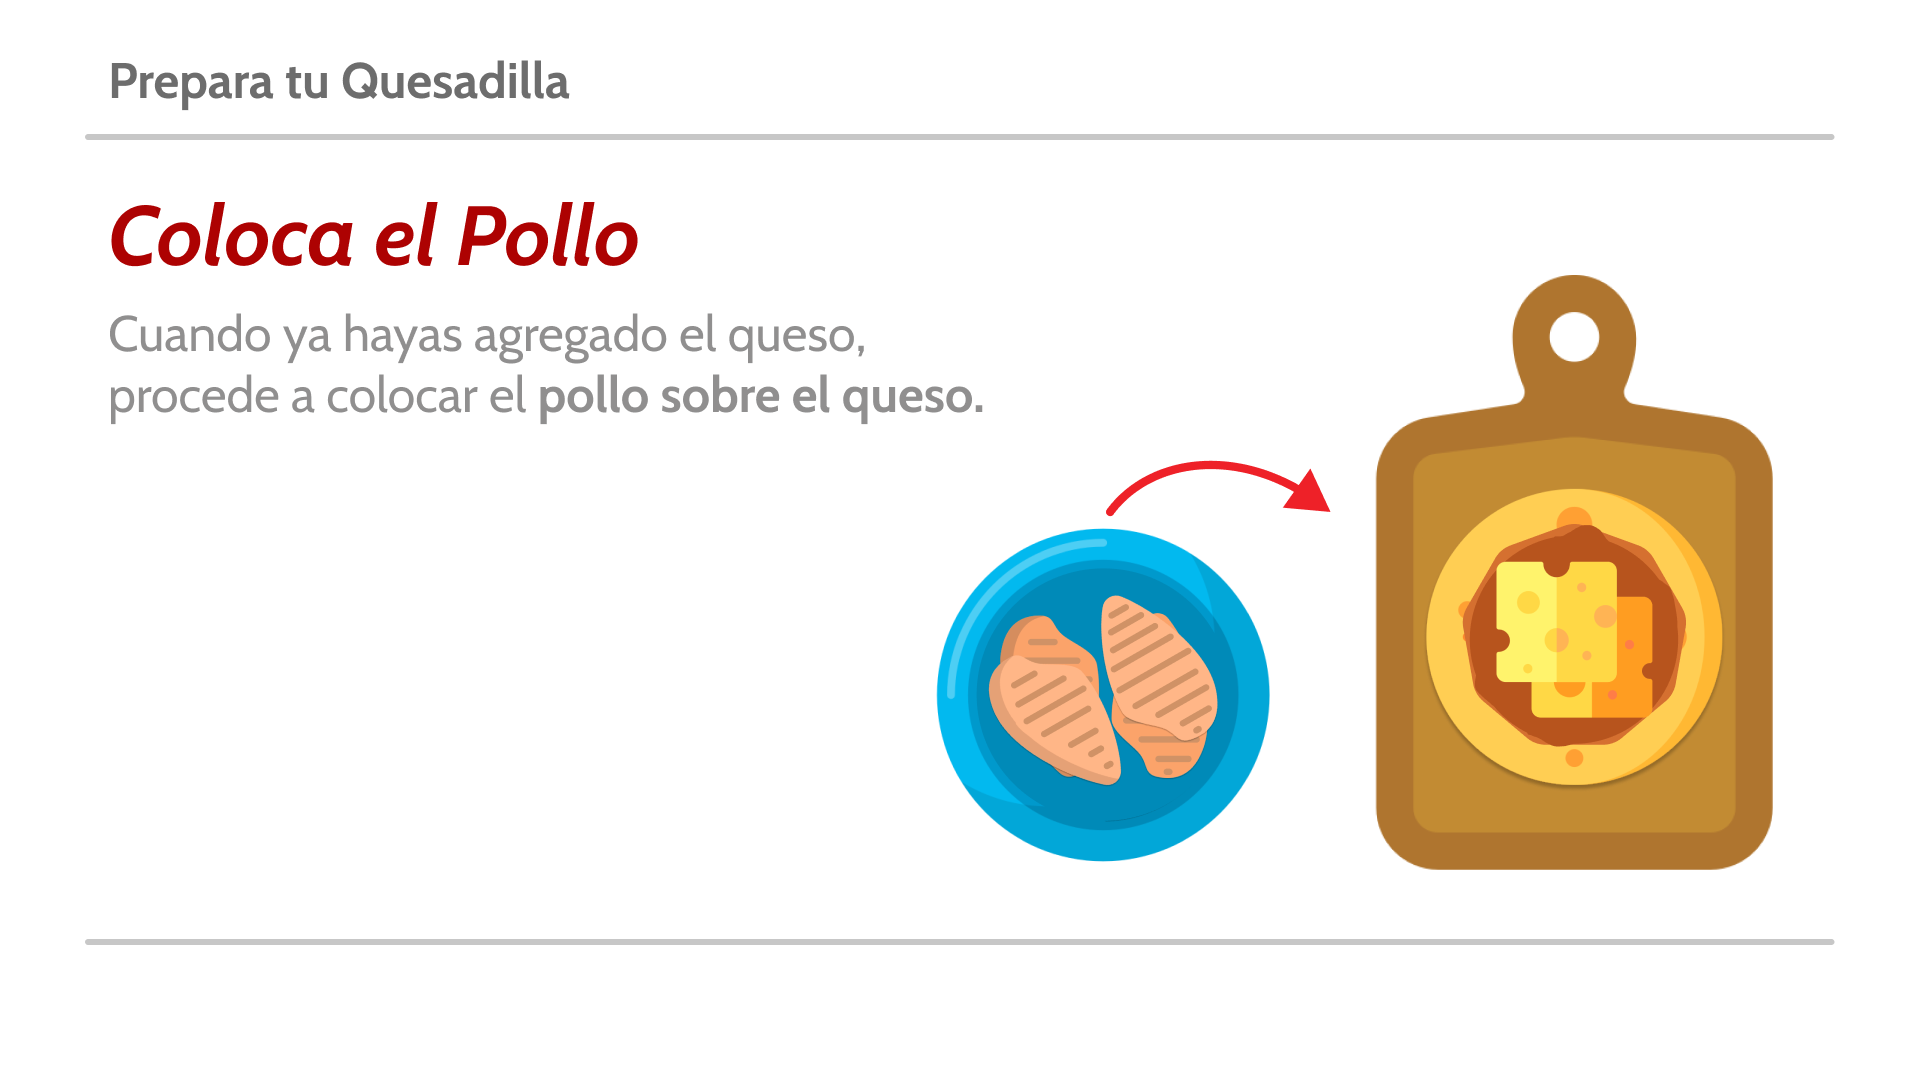 Prepara tu Quesadilla
Coloca el Pollo
Cuando ya hayas agregado el queso,
procede a colocar el pollo sobre el queso.